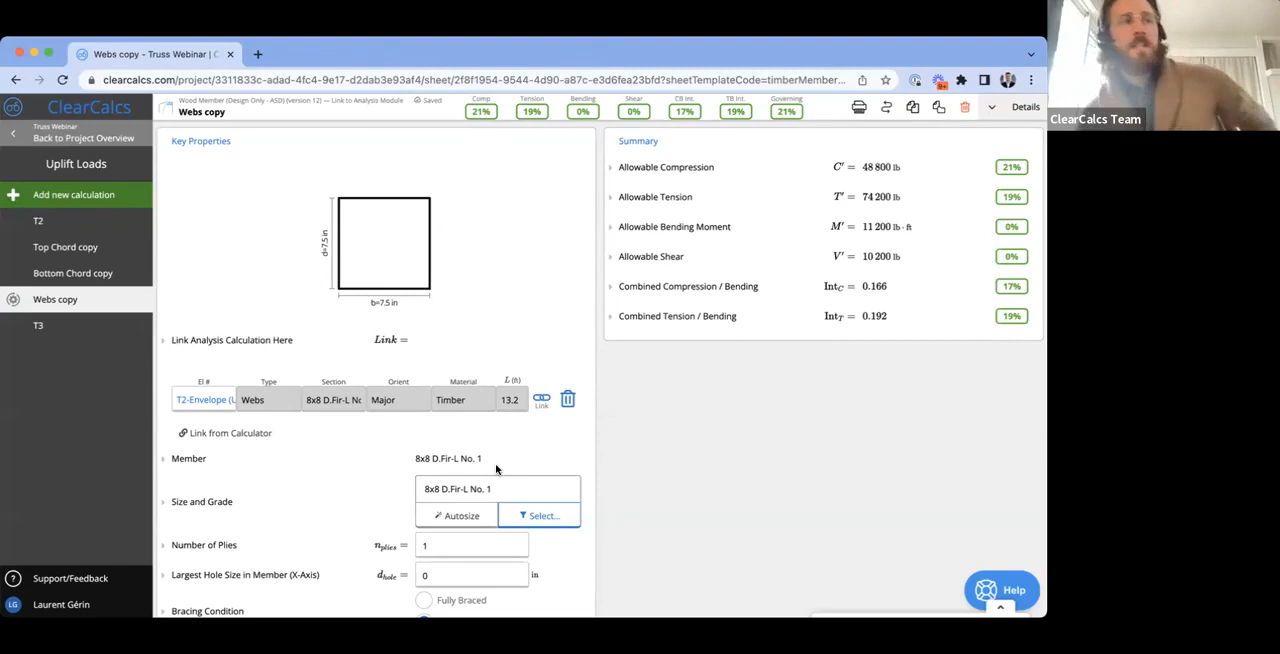 Webs copy - Truss Webinar | C
clearcalcs.com/project/3311833c-adad-4fc4-9e17-d2dab3e93af4/sheet/2f8f1954-9544-4d90-a87c-e3d6fea23bfd?sheetTemplateCode=timberMember...
9+
ClearCalcs
Truss Webinar
Back to Project Overview
Uplift Loads
Add new calculation
T2
Top Chord copy
Bottom Chord copy
Webs copy
T3
Support/Feedback
LG Laurent Gérin
Wood Member (Design Only - ASD) (version 12) — Link to Analysis Module
Saved
Webs copy
Comp 21%
Tension 19%
Bending 0%
Shear 0%
CB Int. 17%
TB Int. 19%
Governing 21%
Details
Key Properties
d=7.5 in
b=7.5 in
Link Analysis Calculation Here Link =
El # Type Section Orient Material L (ft)
T2-Envelope (U Webs 8x8 D.Fir-L Nc Major Timber 13.2 Link
Link from Calculator
Member 8x8 D.Fir-L No. 1
Size and Grade 8x8 D.Fir-L No. 1
Autosize Select...
Number of Plies nplies = 1
Largest Hole Size in Member (X-Axis) dhole = 0 in
Bracing Condition Fully Braced
Summary
Allowable Compression C′ = 48 800 lb 21%
Allowable Tension T′ = 74 200 lb 19%
Allowable Bending Moment M′ = 11 200 lb · ft 0%
Allowable Shear V′ = 10 200 lb 0%
Combined Compression / Bending IntC = 0.166 17%
Combined Tension / Bending IntT = 0.192 19%
Help
ClearCalcs Team